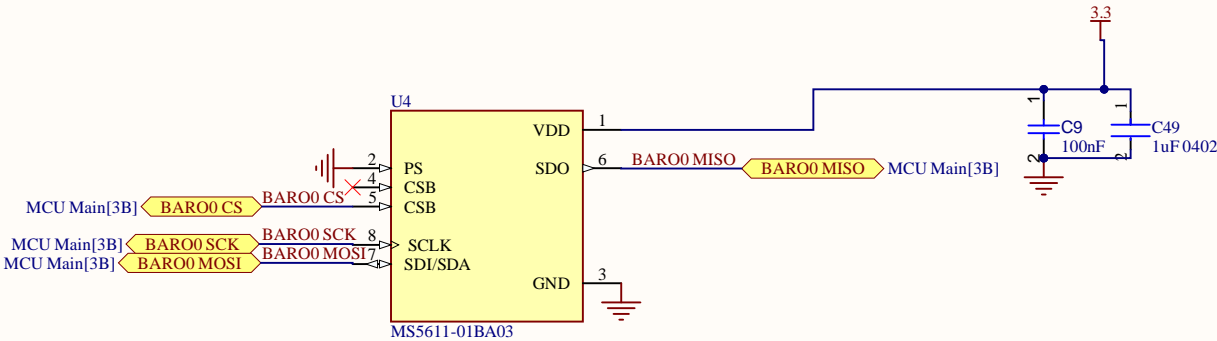 3.3
U4
VDD 1
1
C9
100nF
2
1
C49
1uF 0402
2
2 PS
SDO 6 BARO0 MISO BARO0 MISO MCU Main[3B]
4 CSB
MCU Main[3B] BARO0 CS BARO0 CS 5 CSB
MCU Main[3B] BARO0 SCK BARO0 SCK 8 SCLK
MCU Main[3B] BARO0 MOSI BARO0 MOSI 7 SDI/SDA
GND 3
MS5611-01BA03